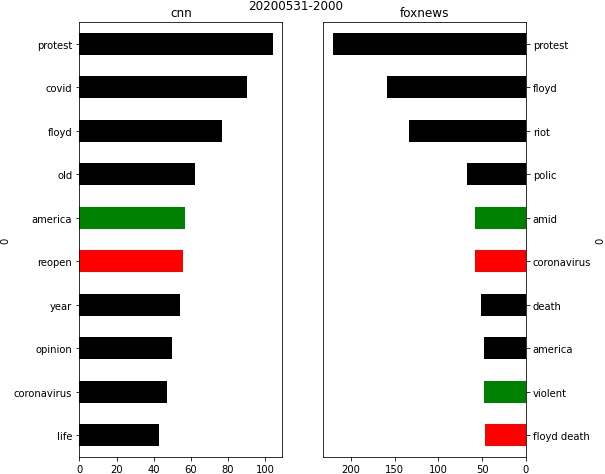 20200531-2000
cnn
foxnews
protest
covid
floyd
old
america
reopen
year
opinion
coronavirus
life
0
0 20 40 60 80 100
protest
floyd
riot
polic
amid
coronavirus
death
america
violent
floyd death
0
200 150 100 50 0